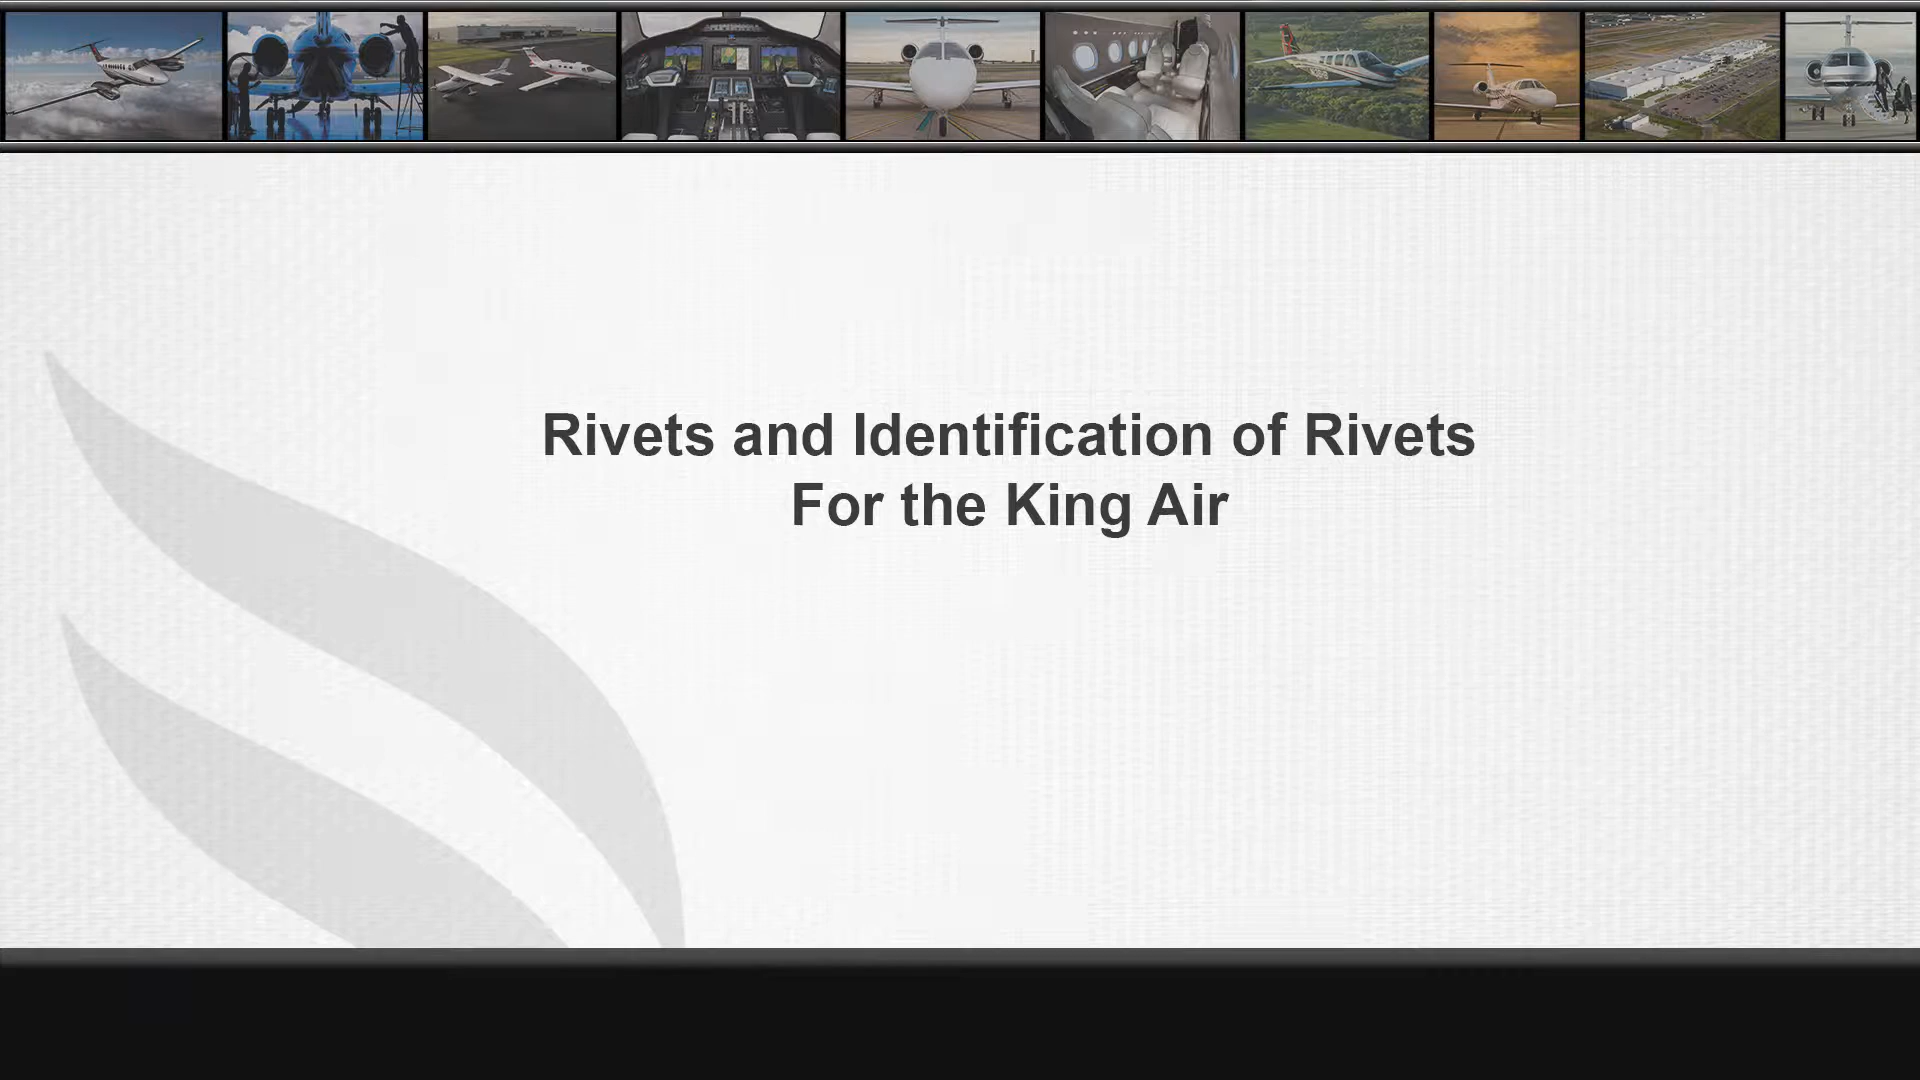 Rivets and Identification of Rivets
For the King Air